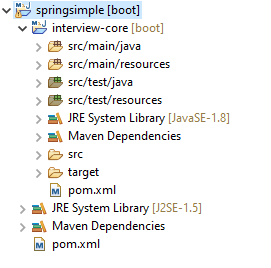 springsimple [boot]
interview-core [boot]
src/main/java
src/main/resources
src/test/java
src/test/resources
JRE System Library [JavaSE-1.8]
Maven Dependencies
src
target
pom.xml
JRE System Library [J2SE-1.5]
Maven Dependencies
pom.xml